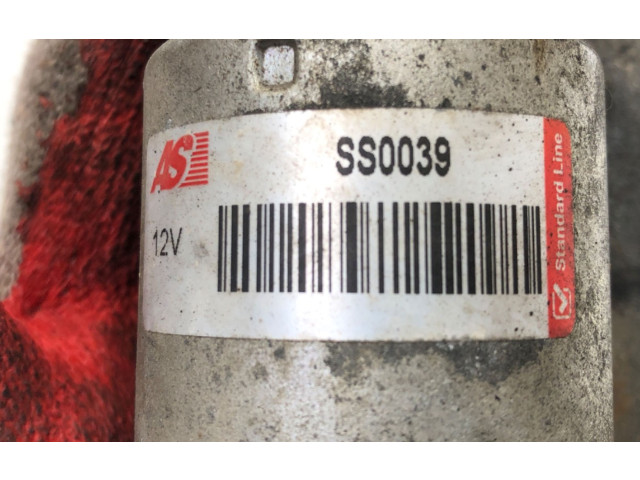 AS
SS0039
12V
Standard Line